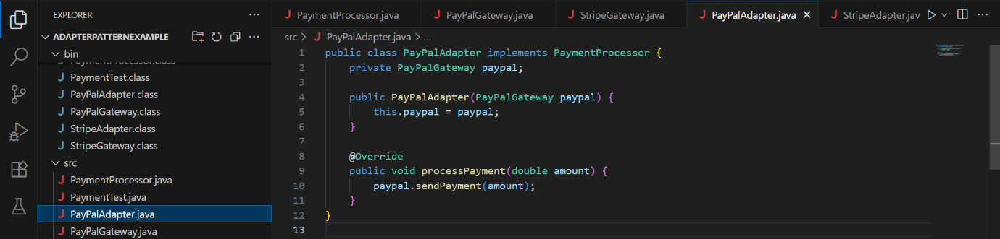 EXPLORER
ADAPTERPATTERNEXAMPLE
bin
PaymentProcessor.class
PaymentTest.class
PayPalAdapter.class
PayPalGateway.class
StripeAdapter.class
StripeGateway.class
src
PaymentProcessor.java
PaymentTest.java
PayPalAdapter.java
PayPalGateway.java
PaymentProcessor.java PayPalGateway.java StripeGateway.java PayPalAdapter.java StripeAdapter.jav
src > PayPalAdapter.java > ...
1 public class PayPalAdapter implements PaymentProcessor {
2 private PayPalGateway paypal;
3
4 public PayPalAdapter(PayPalGateway paypal) {
5 this.paypal = paypal;
6 }
7
8 @Override
9 public void processPayment(double amount) {
10 paypal.sendPayment(amount);
11 }
12 }
13